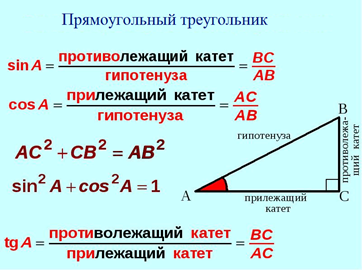 Прямоугольный треугольник
sin A = противолежащий катет / гипотенуза = BC / AB
cos A = прилежащий катет / гипотенуза = AC / AB
AC² + CB² = AB²
sin² A + cos² A = 1
tg A = противолежащий катет / прилежащий катет = BC / AC
B
гипотенуза
противолежа-
щий катет
A
прилежащий
катет
C